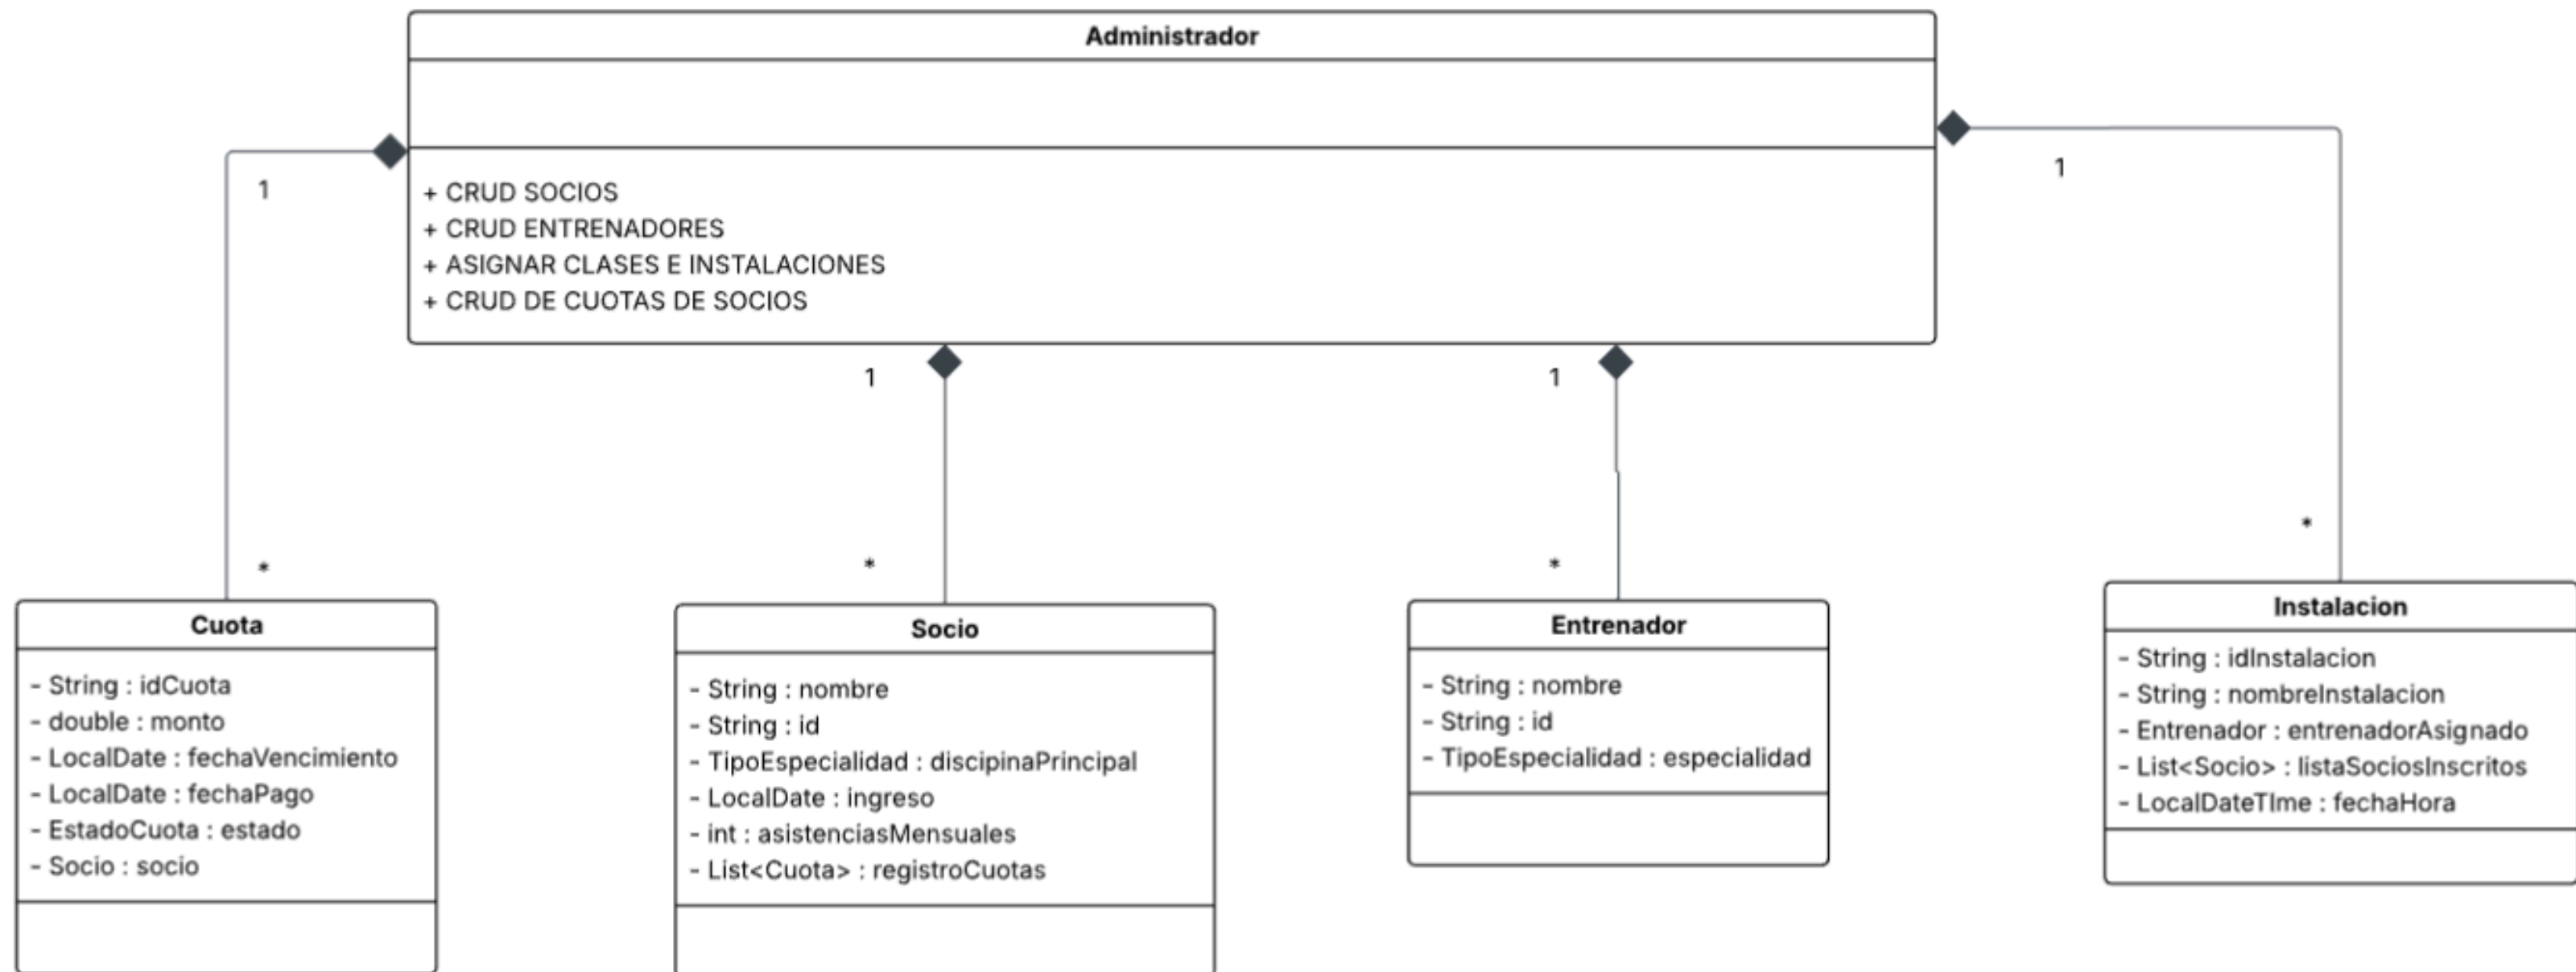 Administrador
+ CRUD SOCIOS
+ CRUD ENTRENADORES
+ ASIGNAR CLASES E INSTALACIONES
+ CRUD DE CUOTAS DE SOCIOS
1
*
1
*
1
*
1
*
Cuota
- String : idCuota
- double : monto
- LocalDate : fechaVencimiento
- LocalDate : fechaPago
- EstadoCuota : estado
- Socio : socio
Socio
- String : nombre
- String : id
- TipoEspecialidad : discipinaPrincipal
- LocalDate : ingreso
- int : asistenciasMensuales
- List<Cuota> : registroCuotas
Entrenador
- String : nombre
- String : id
- TipoEspecialidad : especialidad
Instalacion
- String : idInstalacion
- String : nombreInstalacion
- Entrenador : entrenadorAsignado
- List<Socio> : listaSociosInscritos
- LocalDateTIme : fechaHora